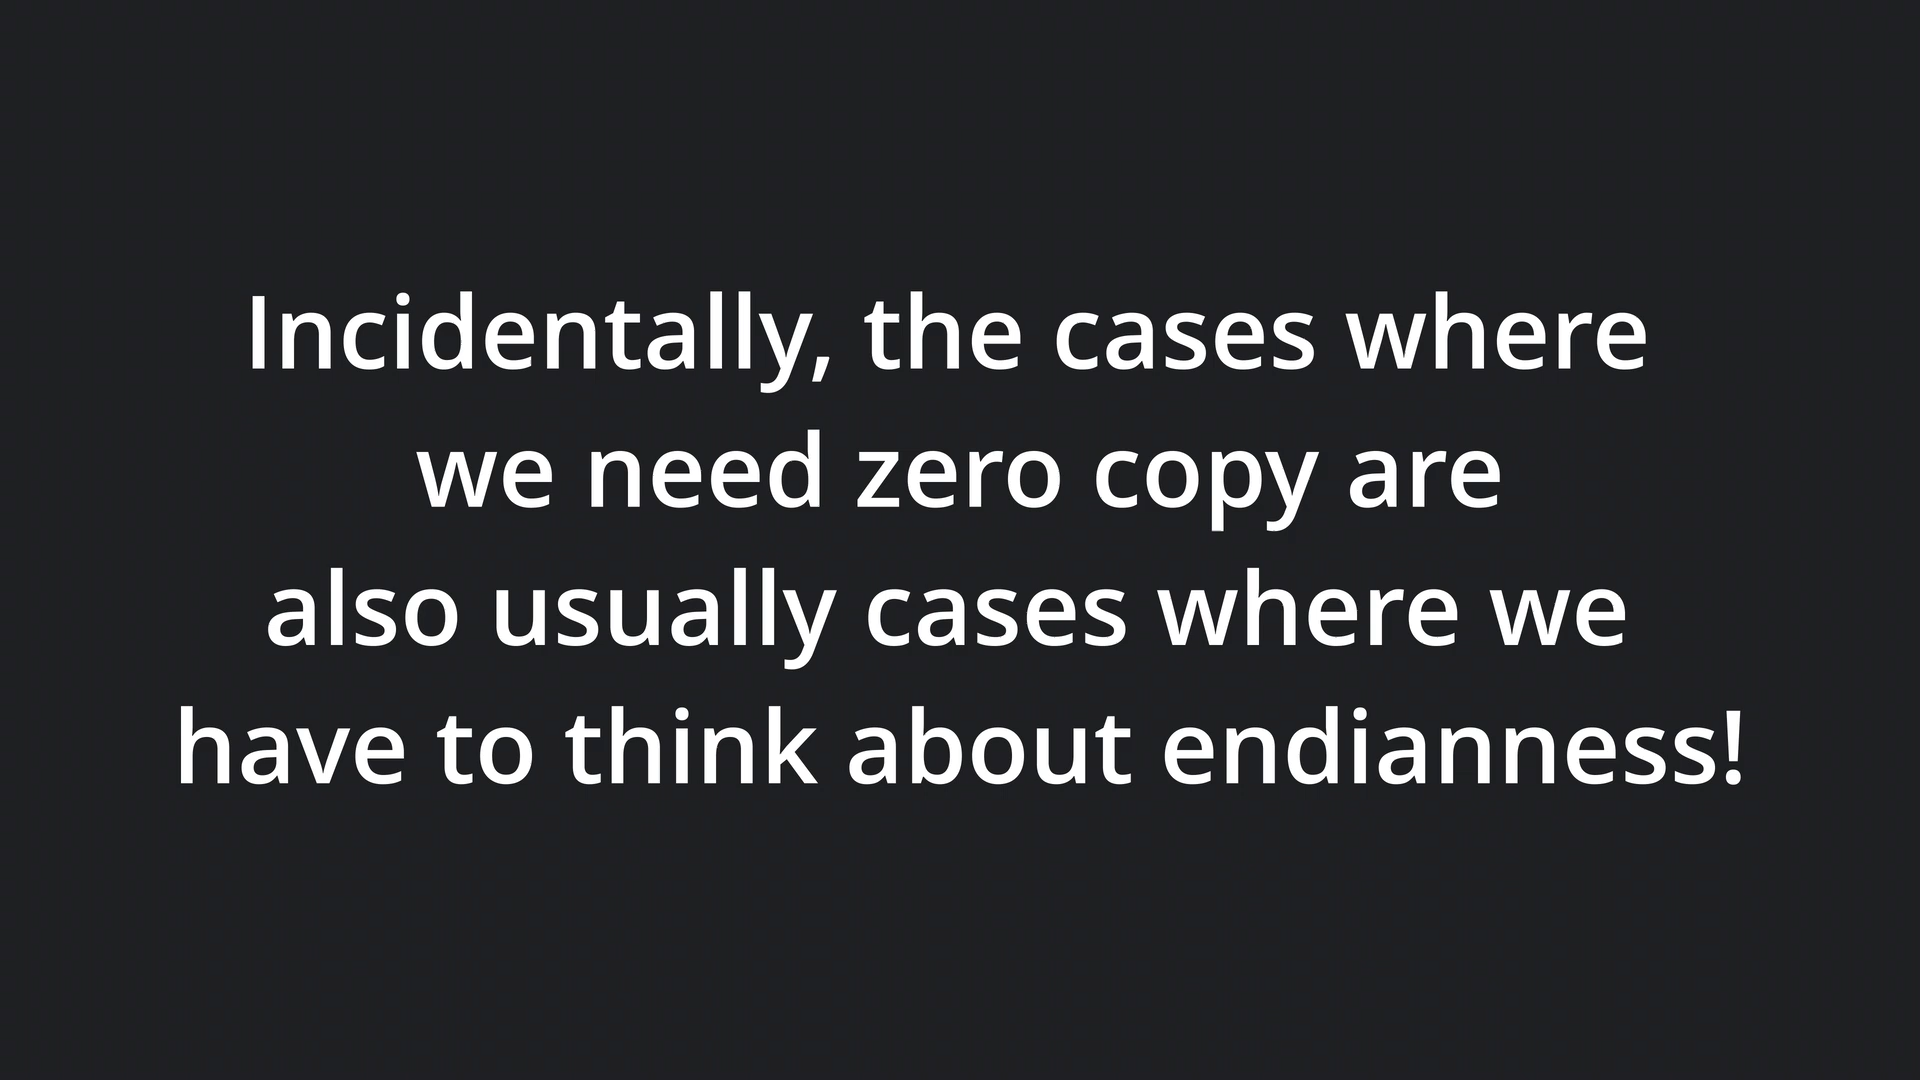 Incidentally, the cases where
we need zero copy are
also usually cases where we
have to think about endianness!